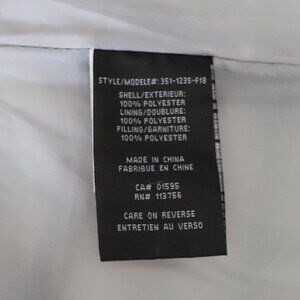 STYLE/MODELE#: 351-1235-F18
SHELL/EXTERIEUR:
100% POLYESTER
LINING/DOUBLURE:
100% POLYESTER
FILLING/GARNITURE:
100% POLYESTER
MADE IN CHINA
FABRIQUE EN CHINE
CA# 01595
RN# 113756
CARE ON REVERSE
ENTRETIEN AU VERSO